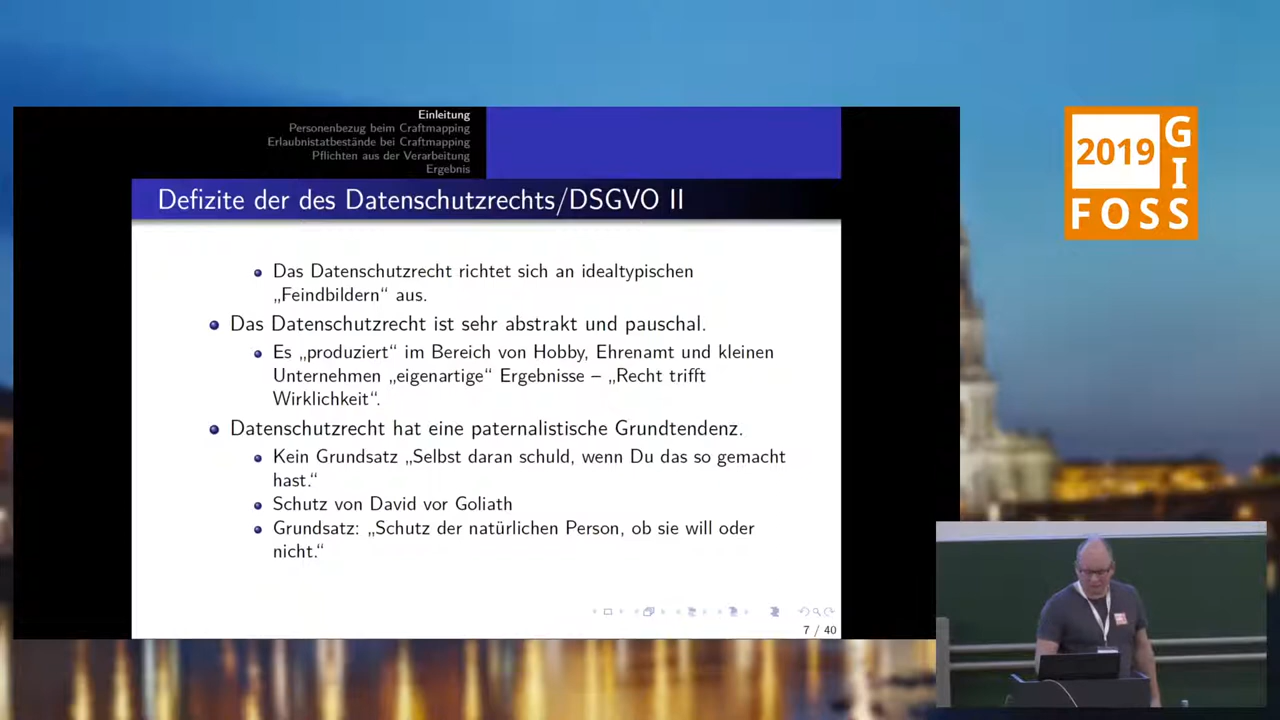 Einleitung
Personenbezug beim Craftmapping
Erlaubnistatbestände bei Craftmapping
Pflichten aus der Verarbeitung
Ergebnis
Defizite der des Datenschutzrechts/DSGVO II
Das Datenschutzrecht richtet sich an idealtypischen
„Feindbildern“ aus.
Das Datenschutzrecht ist sehr abstrakt und pauschal.
Es „produziert“ im Bereich von Hobby, Ehrenamt und kleinen
Unternehmen „eigenartige“ Ergebnisse – „Recht trifft
Wirklichkeit“.
Datenschutzrecht hat eine paternalistische Grundtendenz.
Kein Grundsatz „Selbst daran schuld, wenn Du das so gemacht
hast.“
Schutz von David vor Goliath
Grundsatz: „Schutz der natürlichen Person, ob sie will oder
nicht.“
7 / 40
2019
GIS
FOSS